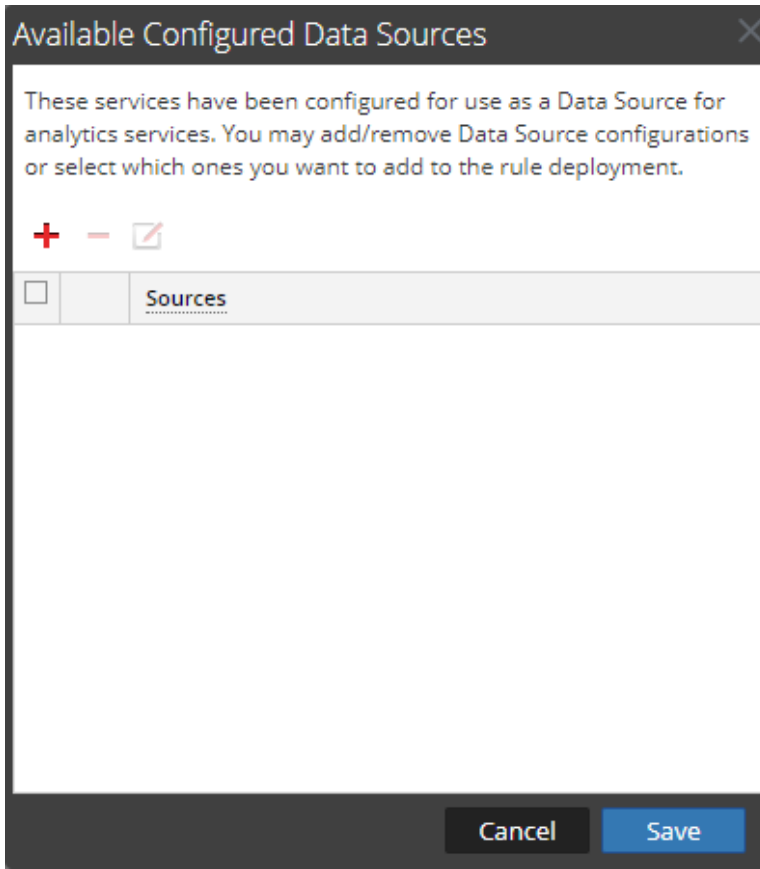 Available Configured Data Sources
These services have been configured for use as a Data Source for
analytics services. You may add/remove Data Source configurations
or select which ones you want to add to the rule deployment.
Sources
Cancel Save